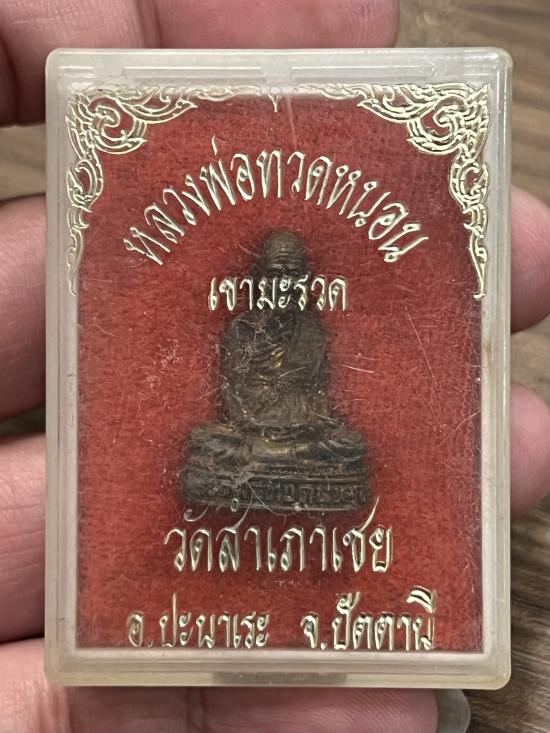 หลวงพ่อทวดหนอน
เขามะรวด
วัดสำเภาเชย
อ.ปะนาเระ จ.ปัตตานี